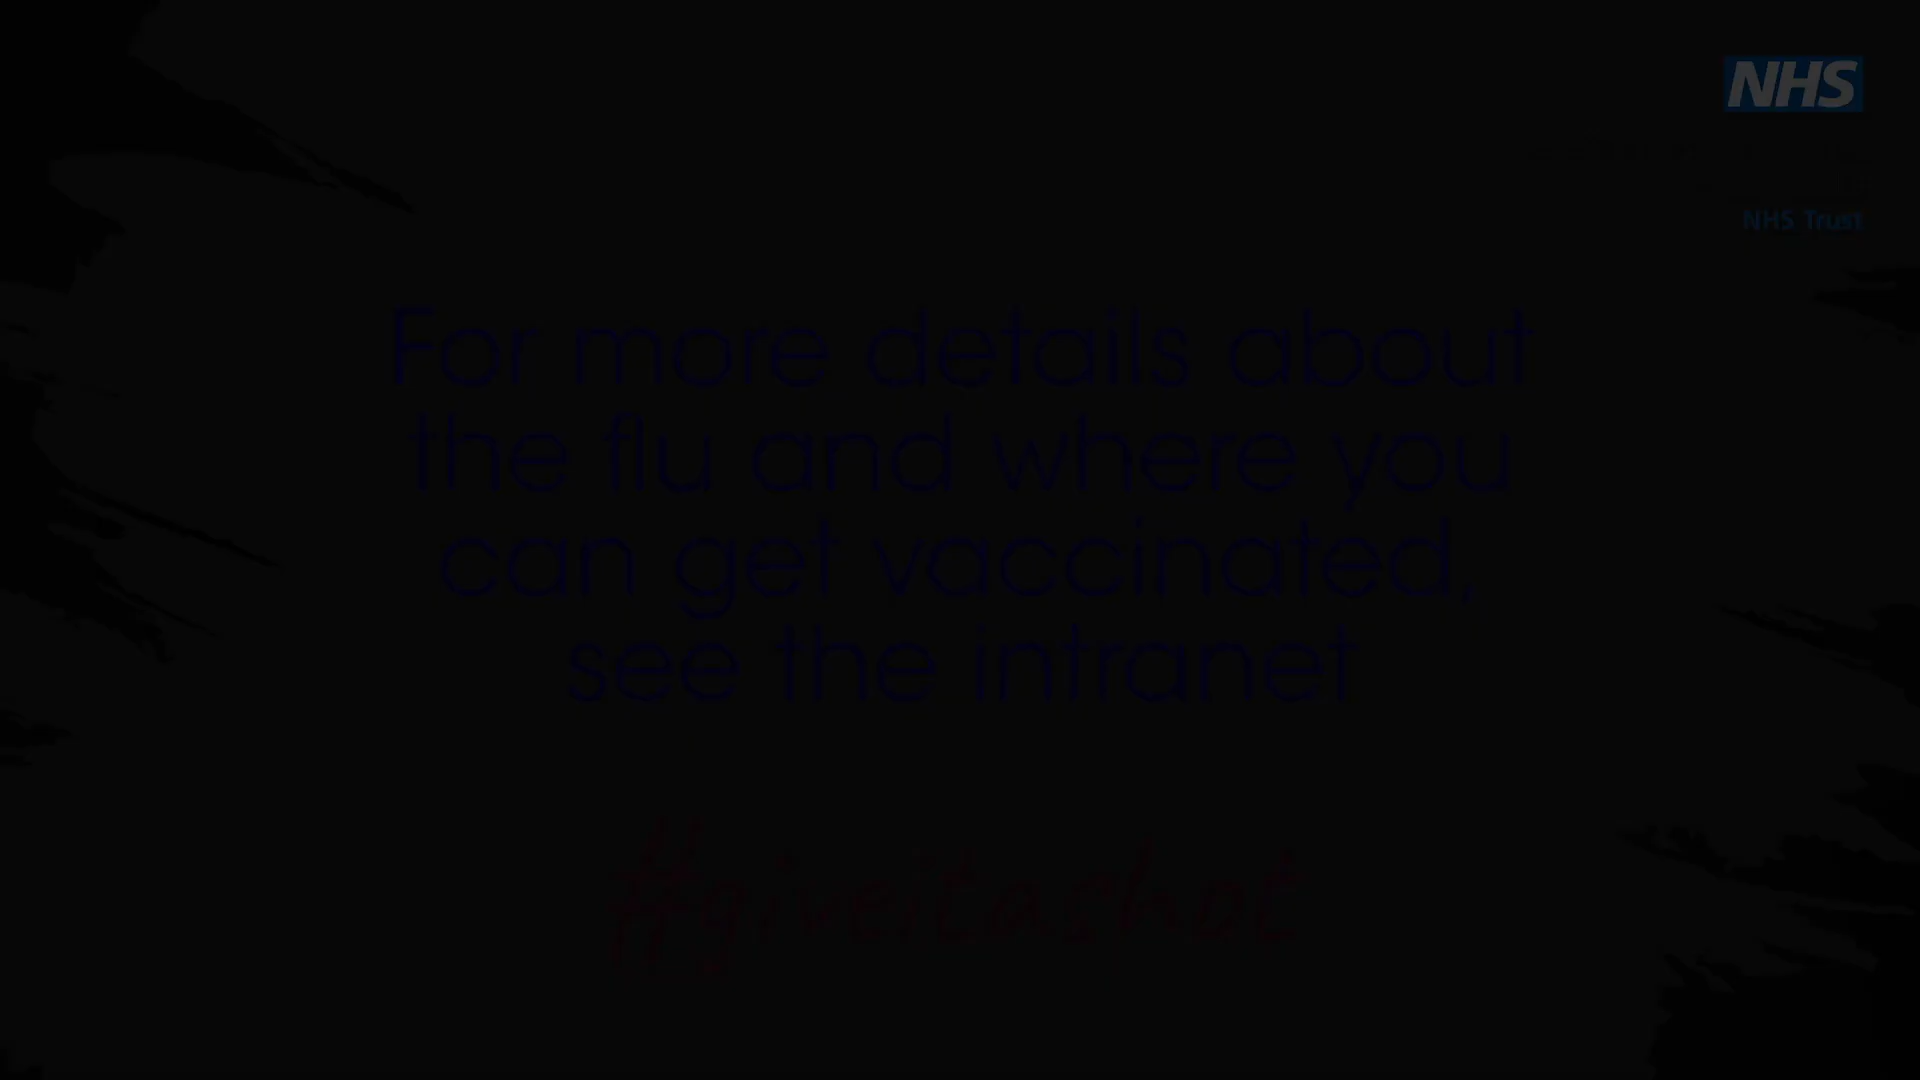 NHS
NHS Trust
For more details about
the flu and where you
can get vaccinated,
see the intranet
#giveitashot